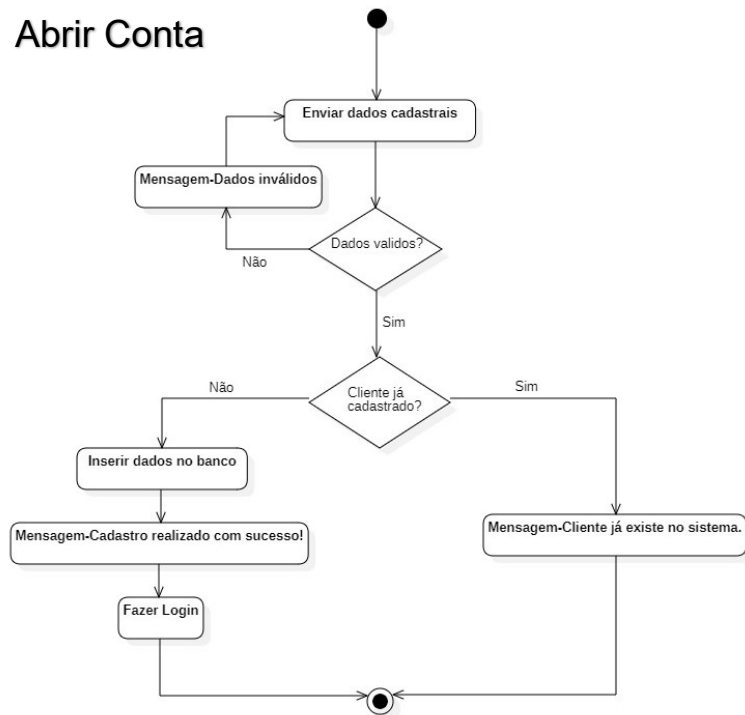 Abrir Conta
Enviar dados cadastrais
Mensagem-Dados inválidos
Dados validos?
Não
Sim
Cliente já
cadastrado?
Não
Sim
Inserir dados no banco
Mensagem-Cadastro realizado com sucesso!
Mensagem-Cliente já existe no sistema.
Fazer Login